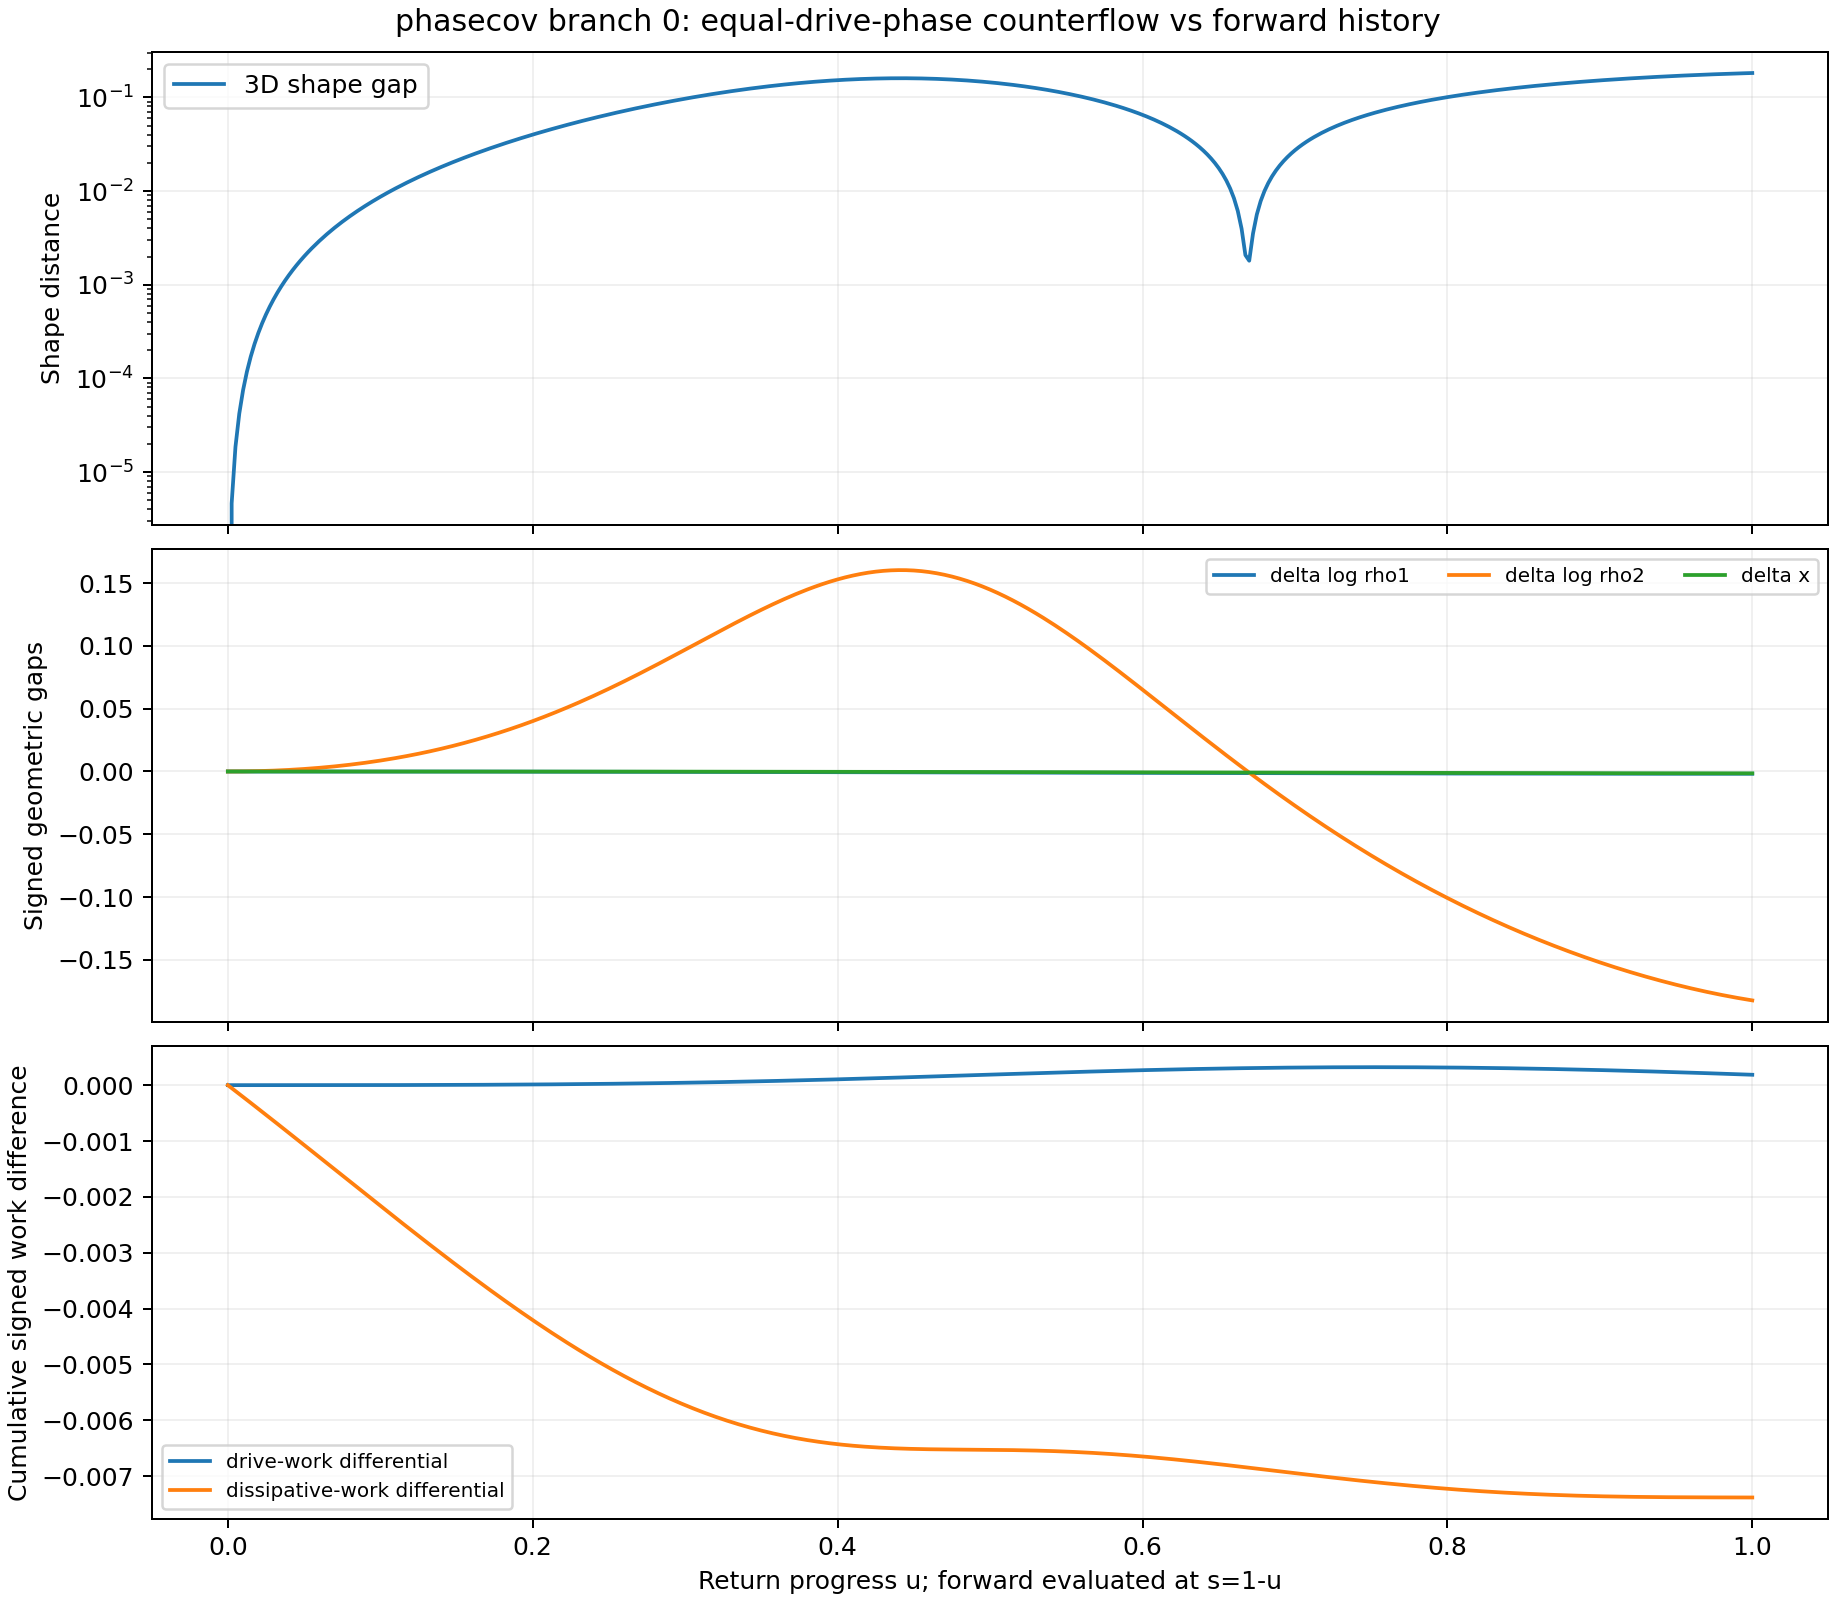 phasecov branch 0: equal-drive-phase counterflow vs forward history
3D shape gap
Shape distance
10⁻¹
10⁻²
10⁻³
10⁻⁴
10⁻⁵
delta log rho1 delta log rho2 delta x
Signed geometric gaps
0.15
0.10
0.05
0.00
−0.05
−0.10
−0.15
Cumulative signed work difference
0.000
−0.001
−0.002
−0.003
−0.004
−0.005
−0.006
−0.007
drive-work differential
dissipative-work differential
0.0 0.2 0.4 0.6 0.8 1.0
Return progress u; forward evaluated at s=1-u